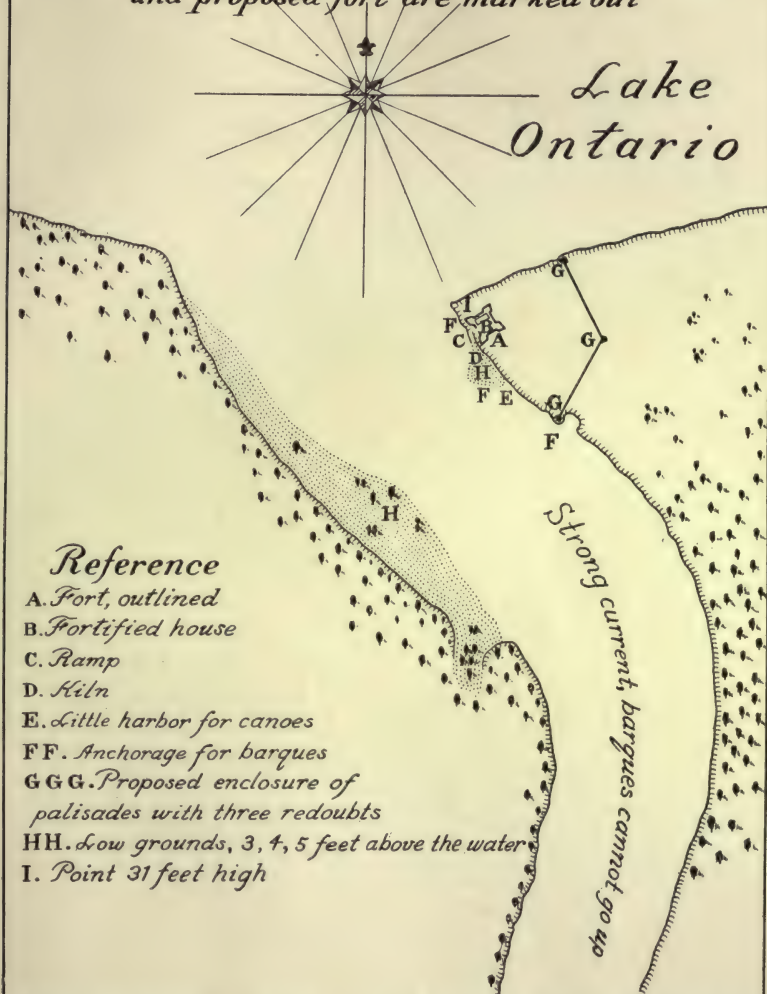 and proposed fort are marked out
Lake
Ontario
G
I
F
B
C
A
G
D
H
F
E
G
F
H
Strong current, barques cannot go up
Reference
A. Fort, outlined
B. Fortified house
C. Ramp
D. Kiln
E. Little harbor for canoes
F F. Anchorage for barques
G G G. Proposed enclosure of
palisades with three redoubts
HH. Low grounds, 3, 4, 5 feet above the water
I. Point 31 feet high